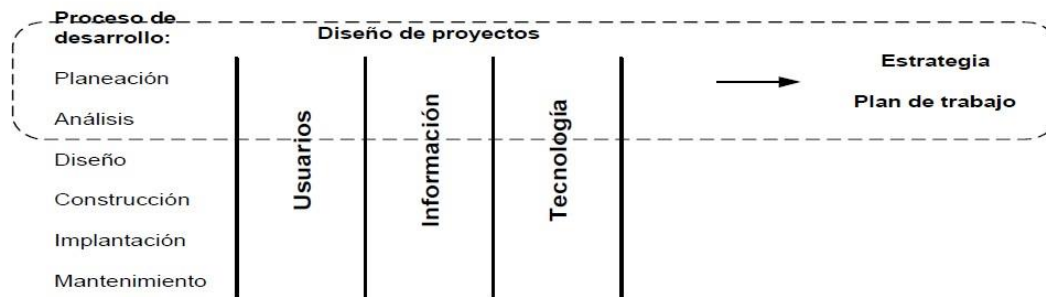 Proceso de
desarrollo:
Diseño de proyectos
Planeación
Análisis
Diseño
Construcción
Implantación
Mantenimiento
Usuarios
Información
Tecnología
Estrategia
Plan de trabajo